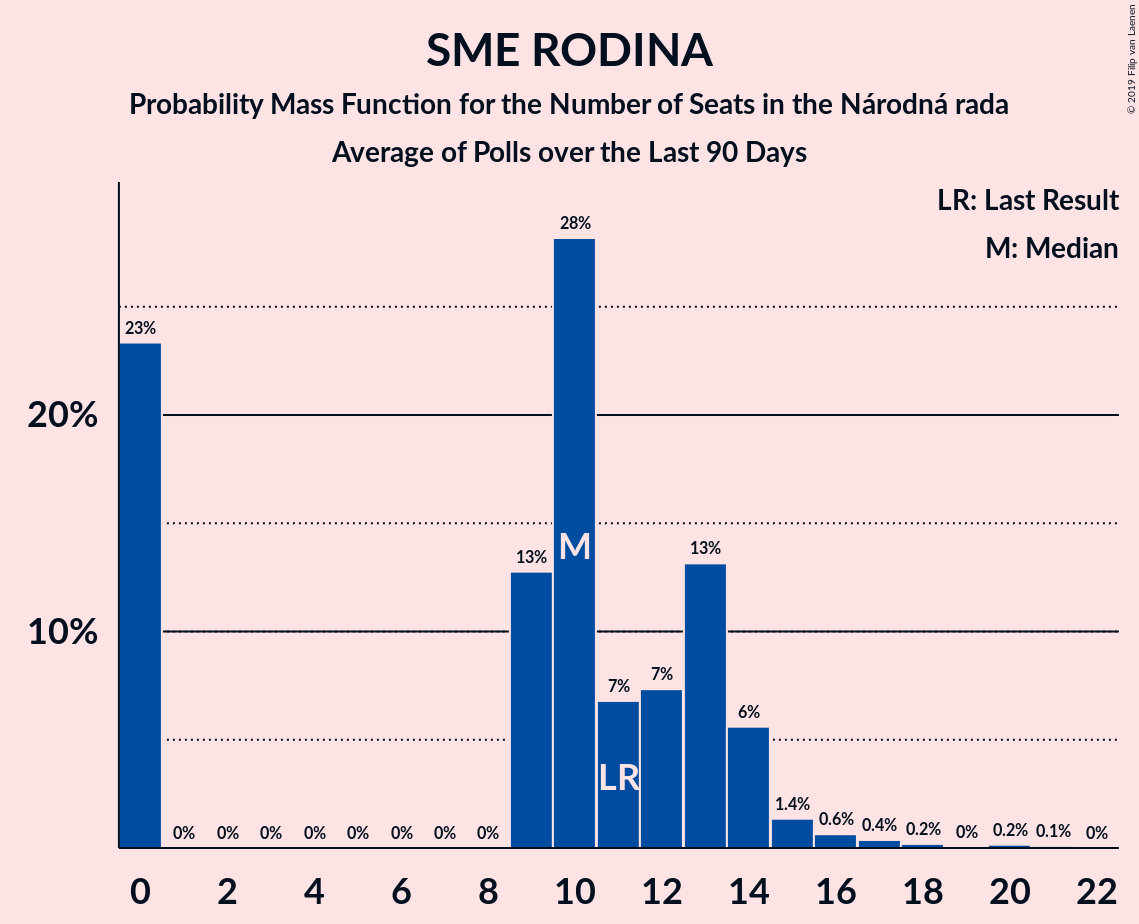 SME RODINA
Probability Mass Function for the Number of Seats in the Národná rada
Average of Polls over the Last 90 Days
© 2019 Filip van Laenen
LR: Last Result
M: Median
20%
10%
23%
0%
0%
0%
0%
0%
0%
0%
0%
13%
28%
7%
7%
13%
6%
1.4%
0.6%
0.4%
0.2%
0%
0.2%
0.1%
0%
M
LR
0 2 4 6 8 10 12 14 16 18 20 22